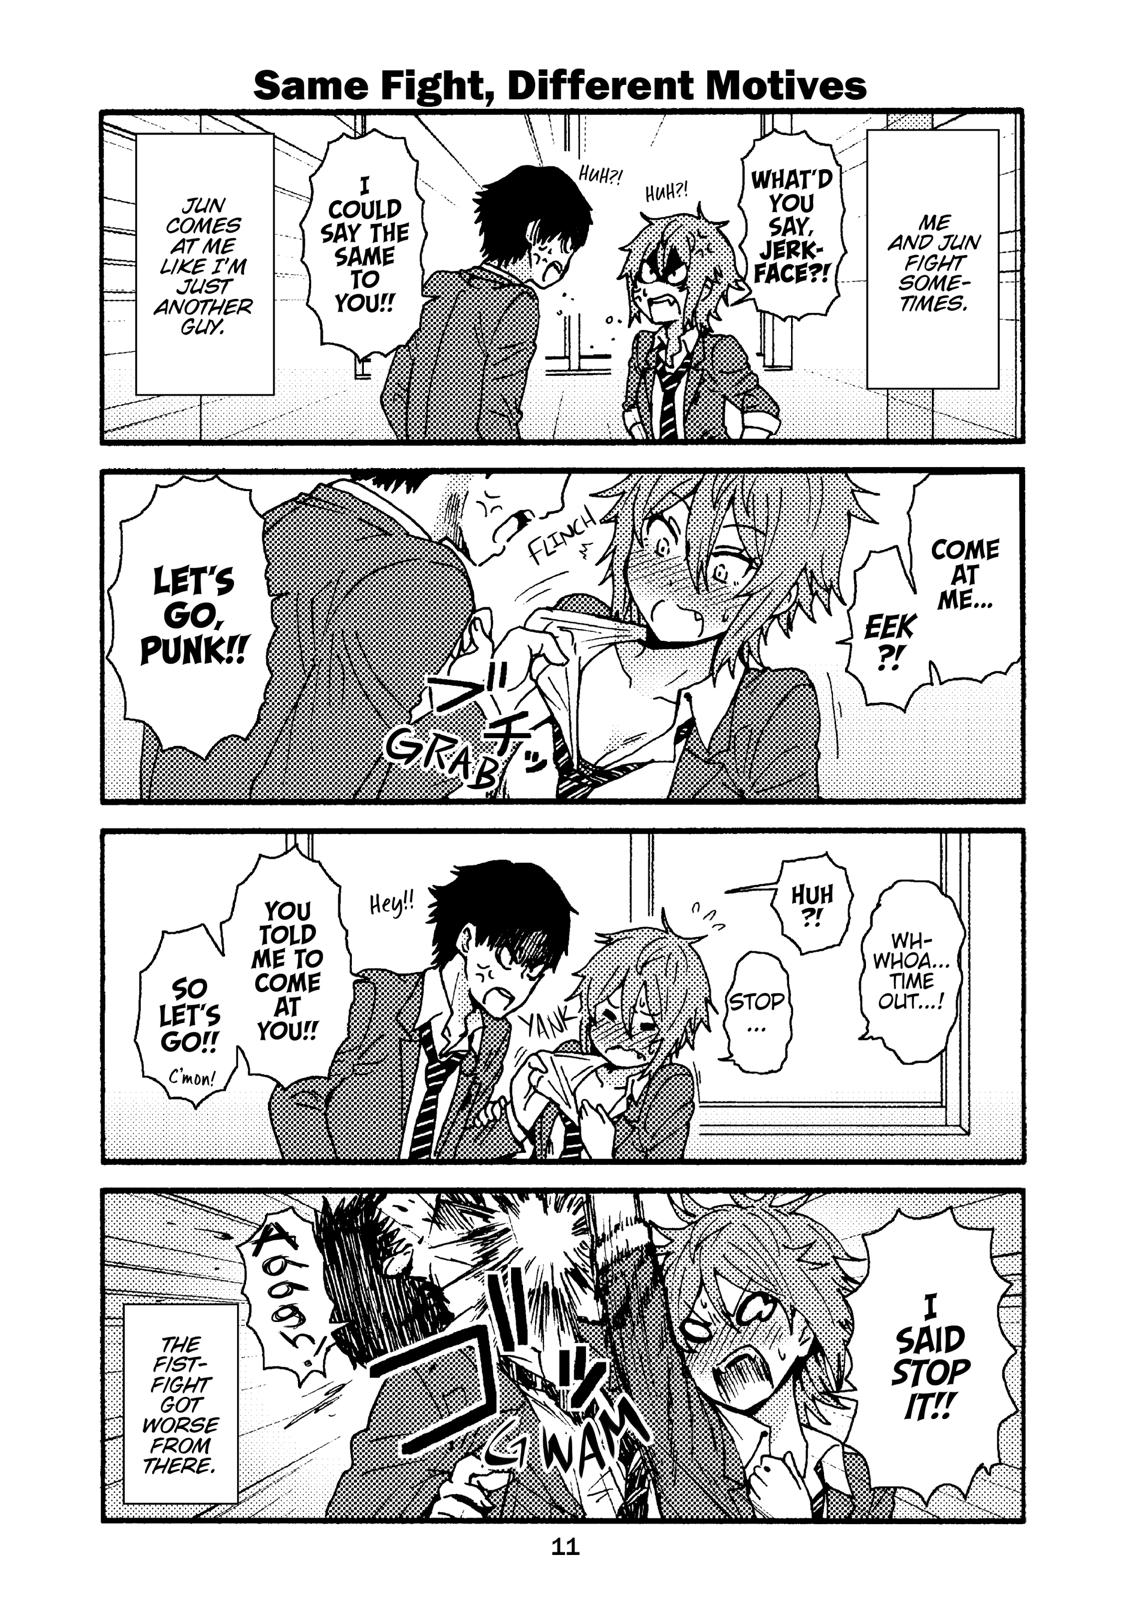 Same Fight, Different Motives
ME
AND JUN
FIGHT
SOME-
TIMES.
WHAT'D
YOU
SAY,
JERK-
FACE?!
HUH?!
HUH?!
I
COULD
SAY THE
SAME
TO
YOU!!
JUN
COMES
AT ME
LIKE I'M
JUST
ANOTHER
GUY.
COME
AT
ME...
EEK
?!
FLINCH
ブチッ
GRAB
LET'S
GO,
PUNK!!
WH-
WHOA...
TIME
OUT...!
HUH
?!
STOP
...
YANK
Hey!!
YOU
TOLD
ME TO
COME
AT
YOU!!
SO
LET'S
GO!!
C'mon!
I
SAID
STOP
IT!!
ゴッ
GWAM
THE
FIST-
FIGHT
GOT
WORSE
FROM
THERE.
11